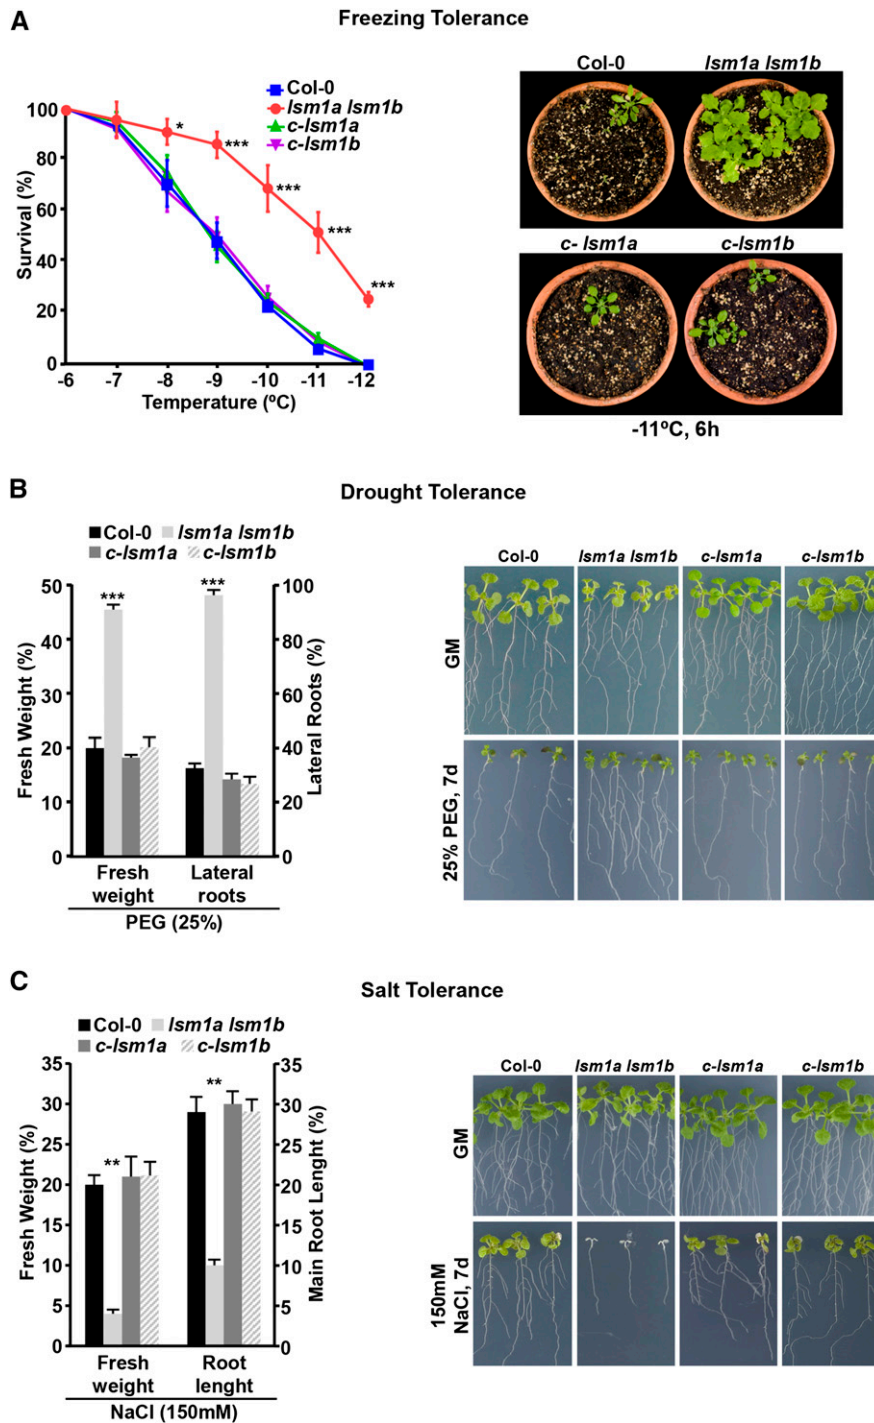 A
Freezing Tolerance
Col-0
lsm1a lsm1b
c-lsm1a
c-lsm1b
Survival (%)
100
80
60
40
20
0
*
***
***
***
***
-6 -7 -8 -9 -10 -11 -12
Temperature (ºC)
Col-0 lsm1a lsm1b
c- lsm1a c-lsm1b
-11ºC, 6h
B
Drought Tolerance
Col-0 lsm1a lsm1b
c-lsm1a c-lsm1b
Fresh Weight (%)
50
40
30
20
10
0
*** ***
100
80
60
40
20
0
Lateral Roots (%)
Fresh Lateral
weight roots
PEG (25%)
Col-0 lsm1a lsm1b c-lsm1a c-lsm1b
GM
25% PEG, 7d
C
Salt Tolerance
Col-0 lsm1a lsm1b
c-lsm1a c-lsm1b
Fresh Weight (%)
35
30
25
20
15
10
5
0
** **
35
30
25
20
15
10
5
0
Main Root Lenght (%)
Fresh Root
weight lenght
NaCl (150mM)
Col-0 lsm1a lsm1b c-lsm1a c-lsm1b
GM
150mM
NaCl, 7d